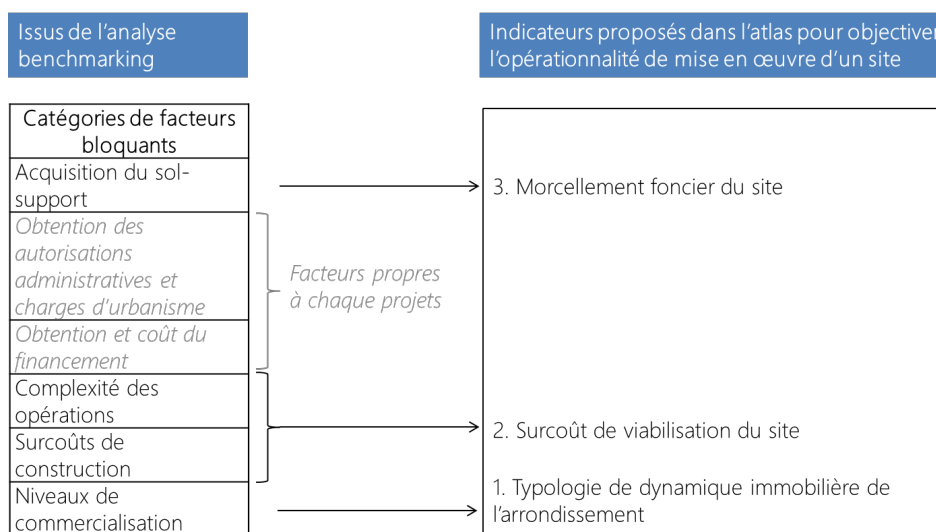 Issus de l'analyse
benchmarking
Indicateurs proposés dans l'atlas pour objectiver
l'opérationnalité de mise en œuvre d'un site
Catégories de facteurs
bloquants
Acquisition du sol-
support
Obtention des
autorisations
administratives et
charges d'urbanisme
Obtention et coût du
financement
Complexité des
opérations
Surcoûts de
construction
Niveaux de
commercialisation
Facteurs propres
à chaque projets
3. Morcellement foncier du site
2. Surcoût de viabilisation du site
1. Typologie de dynamique immobilière de
l'arrondissement